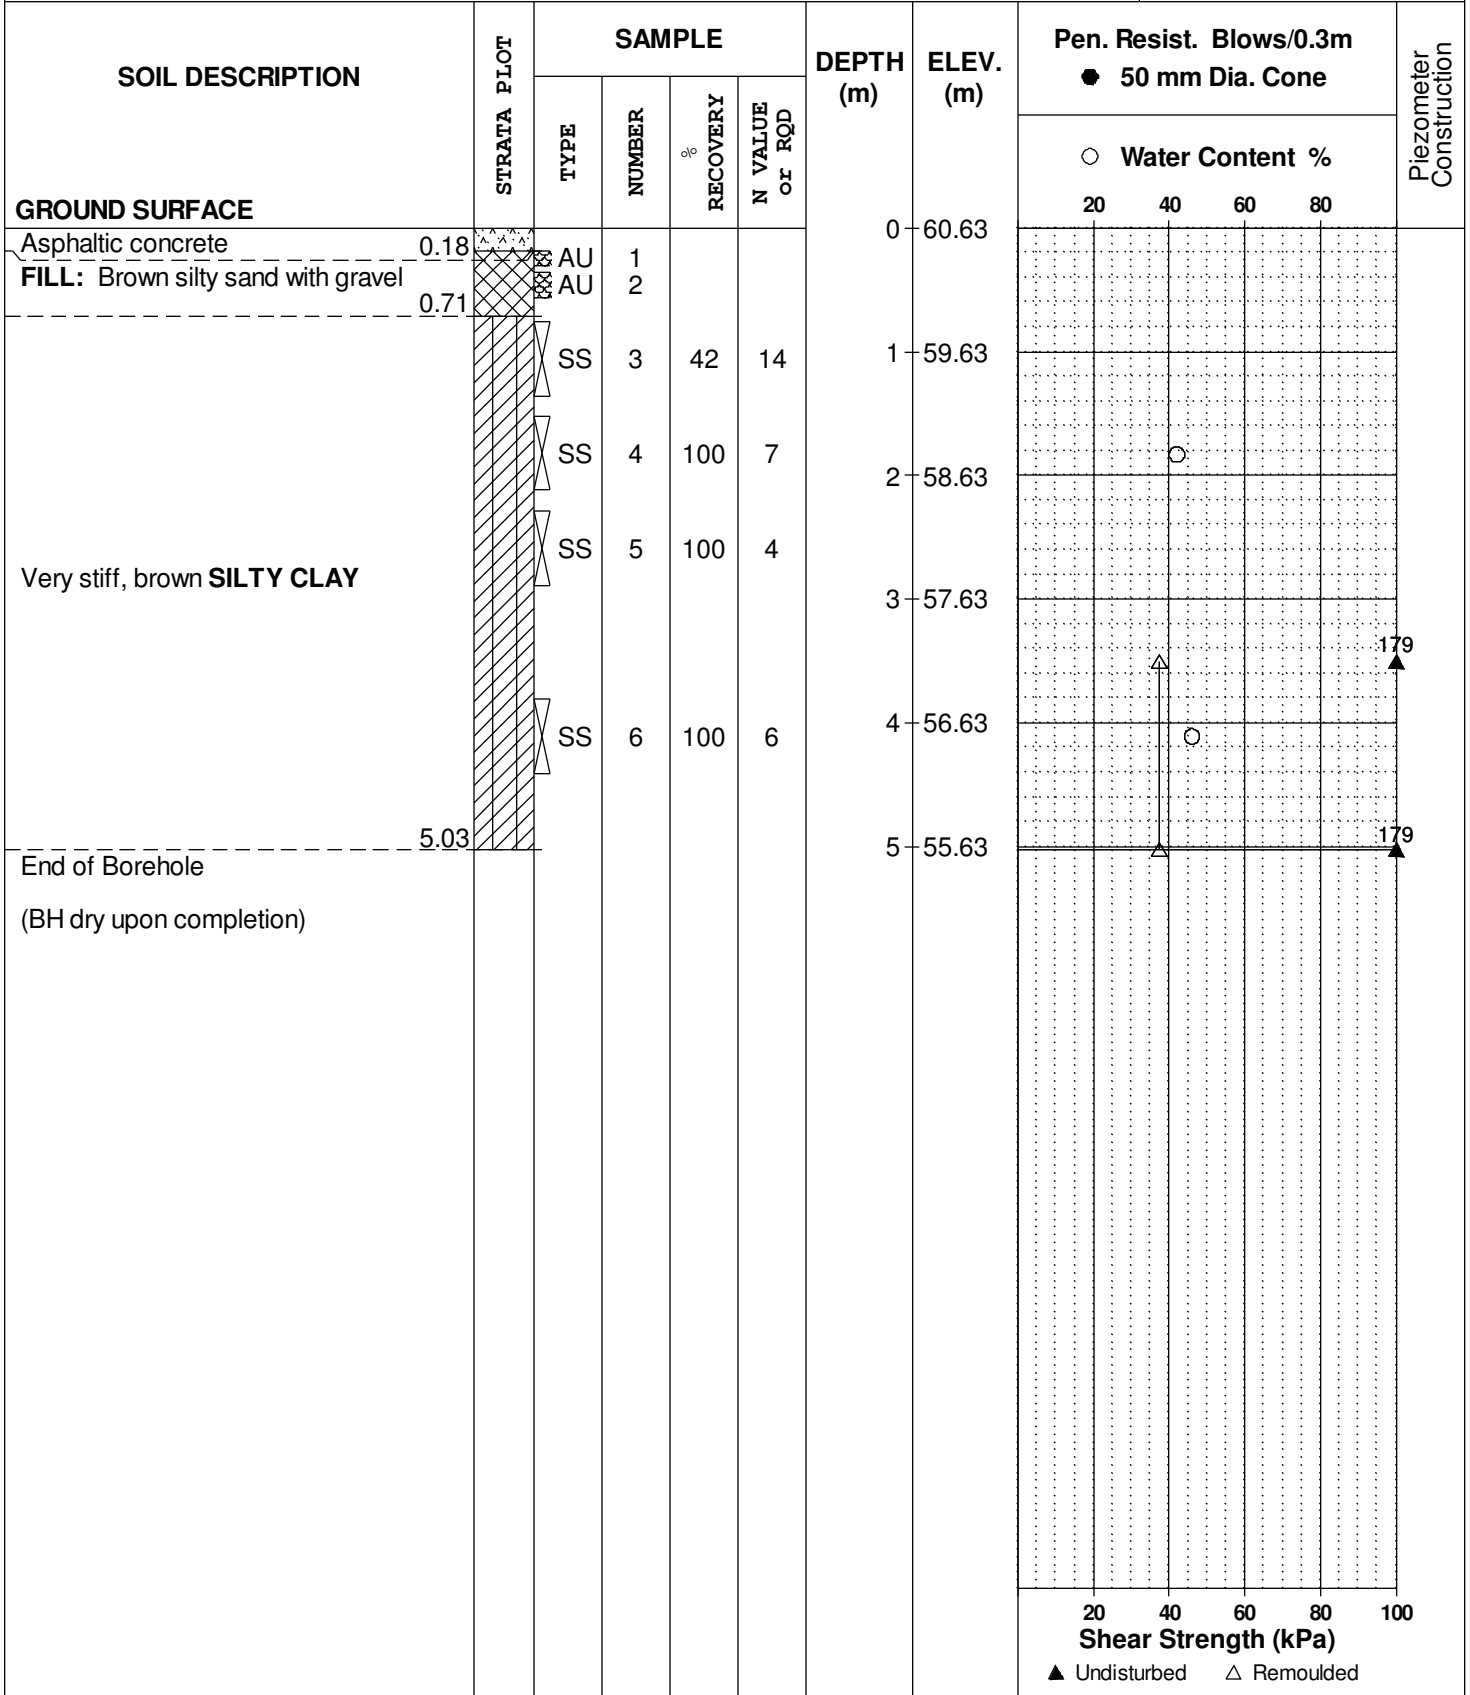 SOIL DESCRIPTION
STRATA PLOT
SAMPLE
TYPE
NUMBER
%
RECOVERY
N VALUE
or RQD
DEPTH
(m)
ELEV.
(m)
Pen. Resist. Blows/0.3m
● 50 mm Dia. Cone
○ Water Content %
20 40 60 80
Piezometer
Construction
GROUND SURFACE
0 60.63
Asphaltic concrete 0.18
AU 1
FILL: Brown silty sand with gravel
AU 2
0.71
SS 3 42 14
1 59.63
SS 4 100 7
2 58.63
SS 5 100 4
Very stiff, brown SILTY CLAY
3 57.63
179
4 56.63
SS 6 100 6
5.03
5 55.63
179
End of Borehole
(BH dry upon completion)
20 40 60 80 100
Shear Strength (kPa)
▲ Undisturbed △ Remoulded